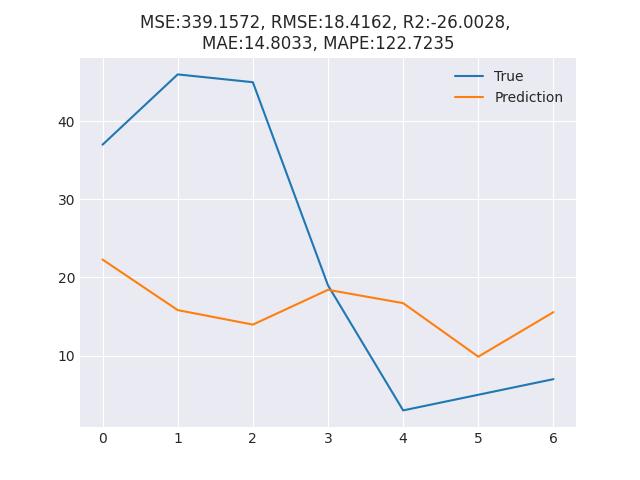 MSE:339.1572, RMSE:18.4162, R2:-26.0028,
MAE:14.8033, MAPE:122.7235
True
Prediction
40
30
20
10
0 1 2 3 4 5 6